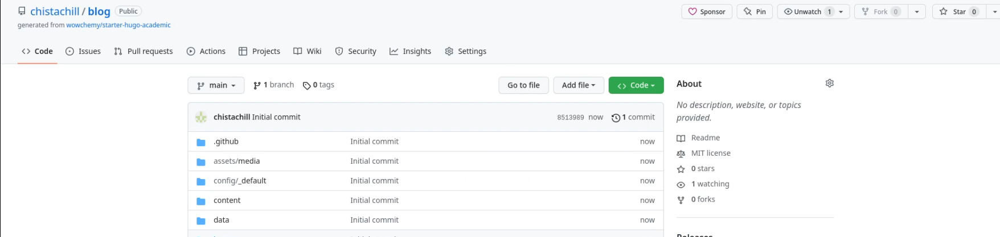 chistachill / blog Public
Sponsor Pin Unwatch 1 Fork 0 Star 0
generated from wowchemy/starter-hugo-academic
Code Issues Pull requests Actions Projects Wiki Security Insights Settings
main 1 branch 0 tags Go to file Add file Code
chistachill Initial commit 8513989 now 1 commit
.github Initial commit now
assets/media Initial commit now
config/_default Initial commit now
content Initial commit now
data Initial commit now
About
No description, website, or topics
provided.
Readme
MIT license
0 stars
1 watching
0 forks
Releases